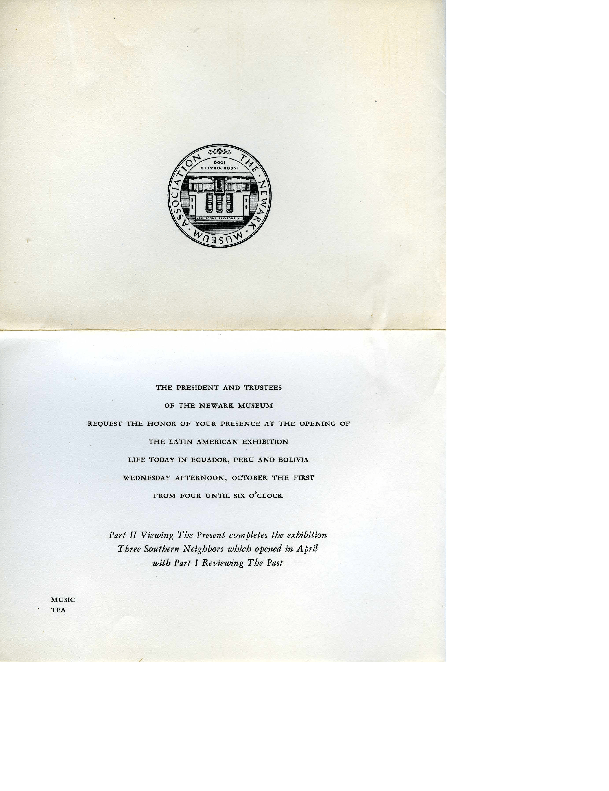 THE · NEWARK · MUSEUM · ASSOCIATION
THE PRESIDENT AND TRUSTEES
OF THE NEWARK MUSEUM
REQUEST THE HONOR OF YOUR PRESENCE AT THE OPENING OF
THE LATIN AMERICAN EXHIBITION
LIFE TODAY IN ECUADOR, PERU AND BOLIVIA
WEDNESDAY AFTERNOON, OCTOBER THE FIRST
FROM FOUR UNTIL SIX O'CLOCK
Part II Viewing The Present completes the exhibition
Three Southern Neighbors which opened in April
with Part I Reviewing The Past
MUSIC
TEA